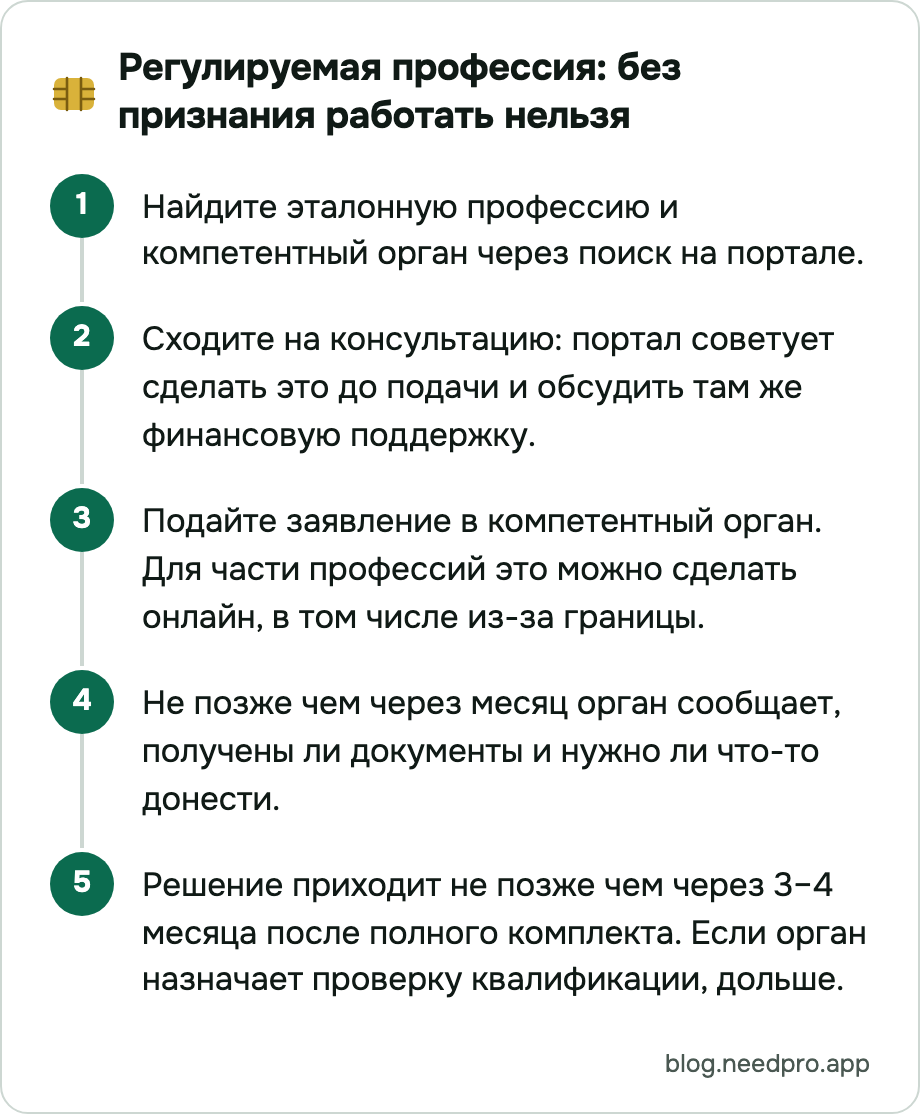 Регулируемая профессия: без
признания работать нельзя
1
Найдите эталонную профессию и
компетентный орган через поиск на портале.
2
Сходите на консультацию: портал советует
сделать это до подачи и обсудить там же
финансовую поддержку.
3
Подайте заявление в компетентный орган.
Для части профессий это можно сделать
онлайн, в том числе из-за границы.
4
Не позже чем через месяц орган сообщает,
получены ли документы и нужно ли что-то
донести.
5
Решение приходит не позже чем через 3–4
месяца после полного комплекта. Если орган
назначает проверку квалификации, дольше.
blog.needpro.app